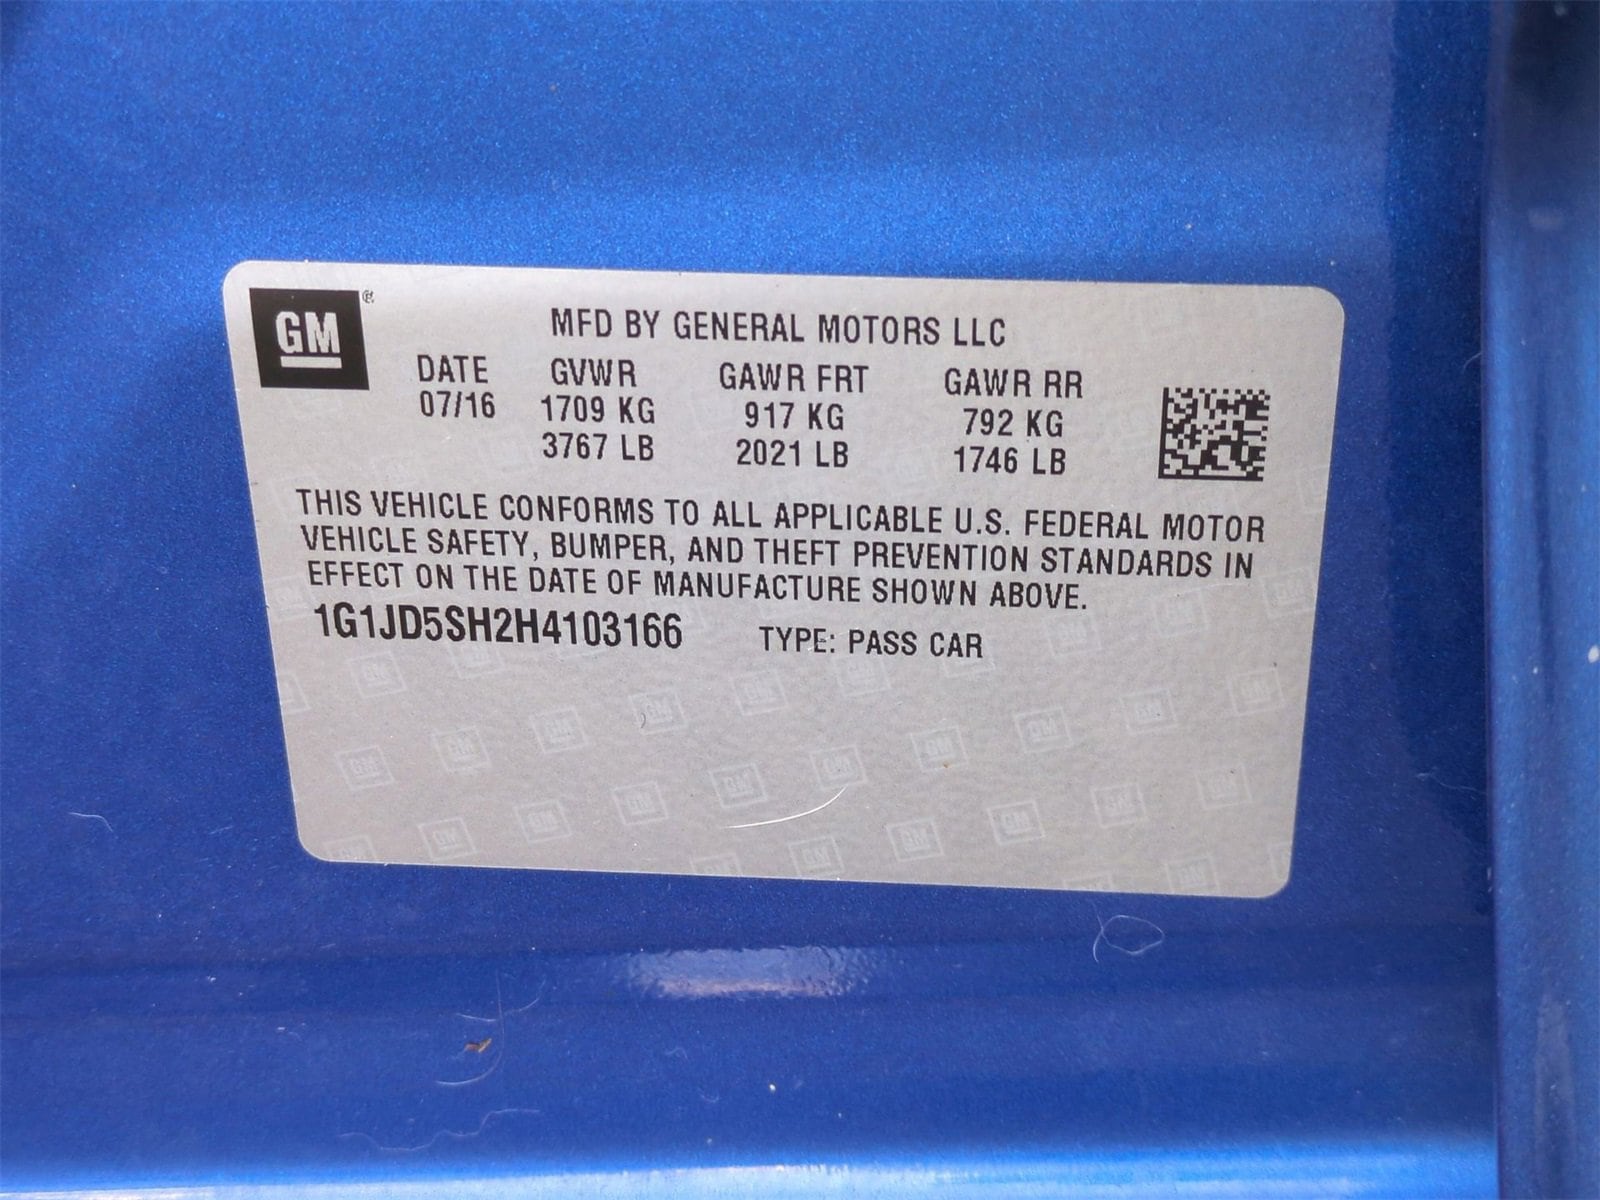 GM®
MFD BY GENERAL MOTORS LLC
DATE GVWR GAWR FRT GAWR RR
07/16 1709 KG 917 KG 792 KG
3767 LB 2021 LB 1746 LB
THIS VEHICLE CONFORMS TO ALL APPLICABLE U.S. FEDERAL MOTOR
VEHICLE SAFETY, BUMPER, AND THEFT PREVENTION STANDARDS IN
EFFECT ON THE DATE OF MANUFACTURE SHOWN ABOVE.
1G1JD5SH2H4103166 TYPE: PASS CAR